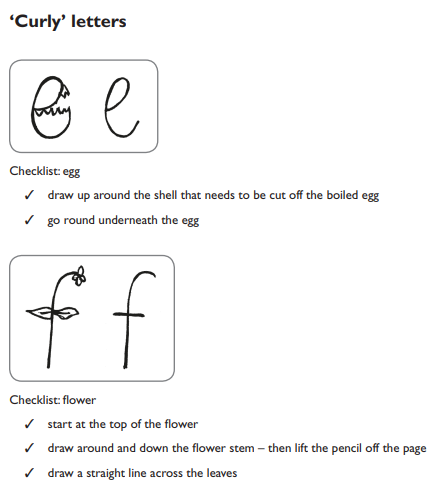 ‘Curly’ letters
e e
Checklist: egg
✓ draw up around the shell that needs to be cut off the boiled egg
✓ go round underneath the egg
f f
Checklist: flower
✓ start at the top of the flower
✓ draw around and down the flower stem – then lift the pencil off the page
✓ draw a straight line across the leaves